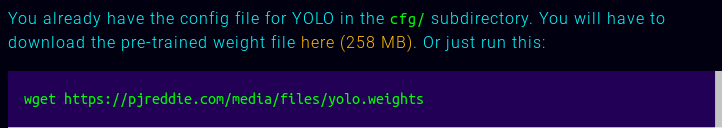 You already have the config file for YOLO in the cfg/ subdirectory. You will have to
download the pre-trained weight file here (258 MB). Or just run this:
wget https://pjreddie.com/media/files/yolo.weights